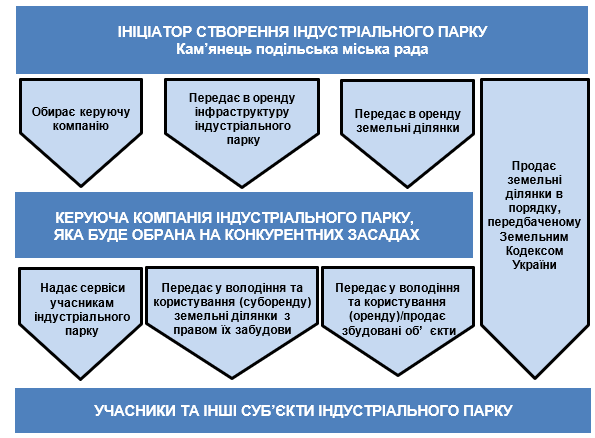 ІНІЦІАТОР СТВОРЕННЯ ІНДУСТРІАЛЬНОГО ПАРКУ
Кам’янець подільська міська рада
Обирає керуючу
компанію
Передає в оренду
інфраструктуру
індустріального
парку
Передає в оренду
земельні ділянки
Продає
земельні
ділянки в
порядку,
передбаченому
Земельним
Кодексом
України
КЕРУЮЧА КОМПАНІЯ ІНДУСТРІАЛЬНОГО ПАРКУ,
ЯКА БУДЕ ОБРАНА НА КОНКУРЕНТНИХ ЗАСАДАХ
Надає сервіси
учасникам
індустріального
парку
Передає у володіння та
користування (суборенду)
земельні ділянки з
правом їх забудови
Передає у володіння
та користування
(оренду)/продає
збудовані об’ єкти
УЧАСНИКИ ТА ІНШІ СУБ’ЄКТИ ІНДУСТРІАЛЬНОГО ПАРКУ